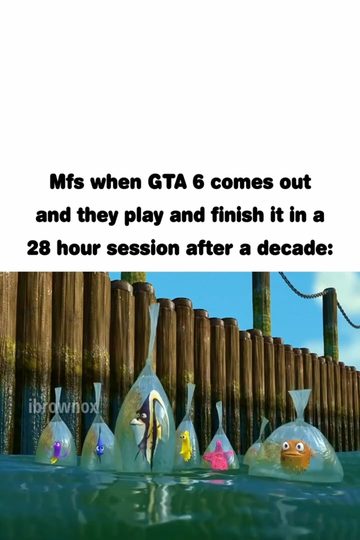 Mfs when GTA 6 comes out
and they play and finish it in a
28 hour session after a decade:
ibrownox